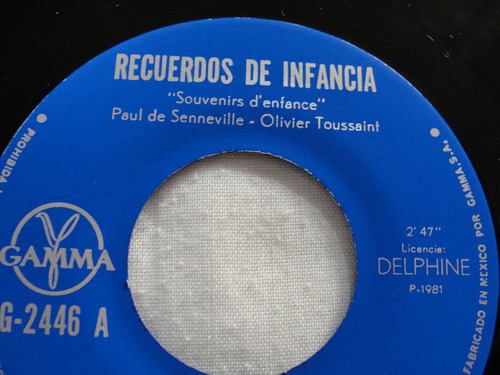 RECUERDOS DE INFANCIA
"Souvenirs d'enfance"
Paul de Senneville - Olivier Toussaint
PROHIBIDA
GAMMA
G-2446 A
2' 47"
Licencia:
DELPHINE
P-1981
FABRICADO EN MEXICO POR GAMMA, S.A.